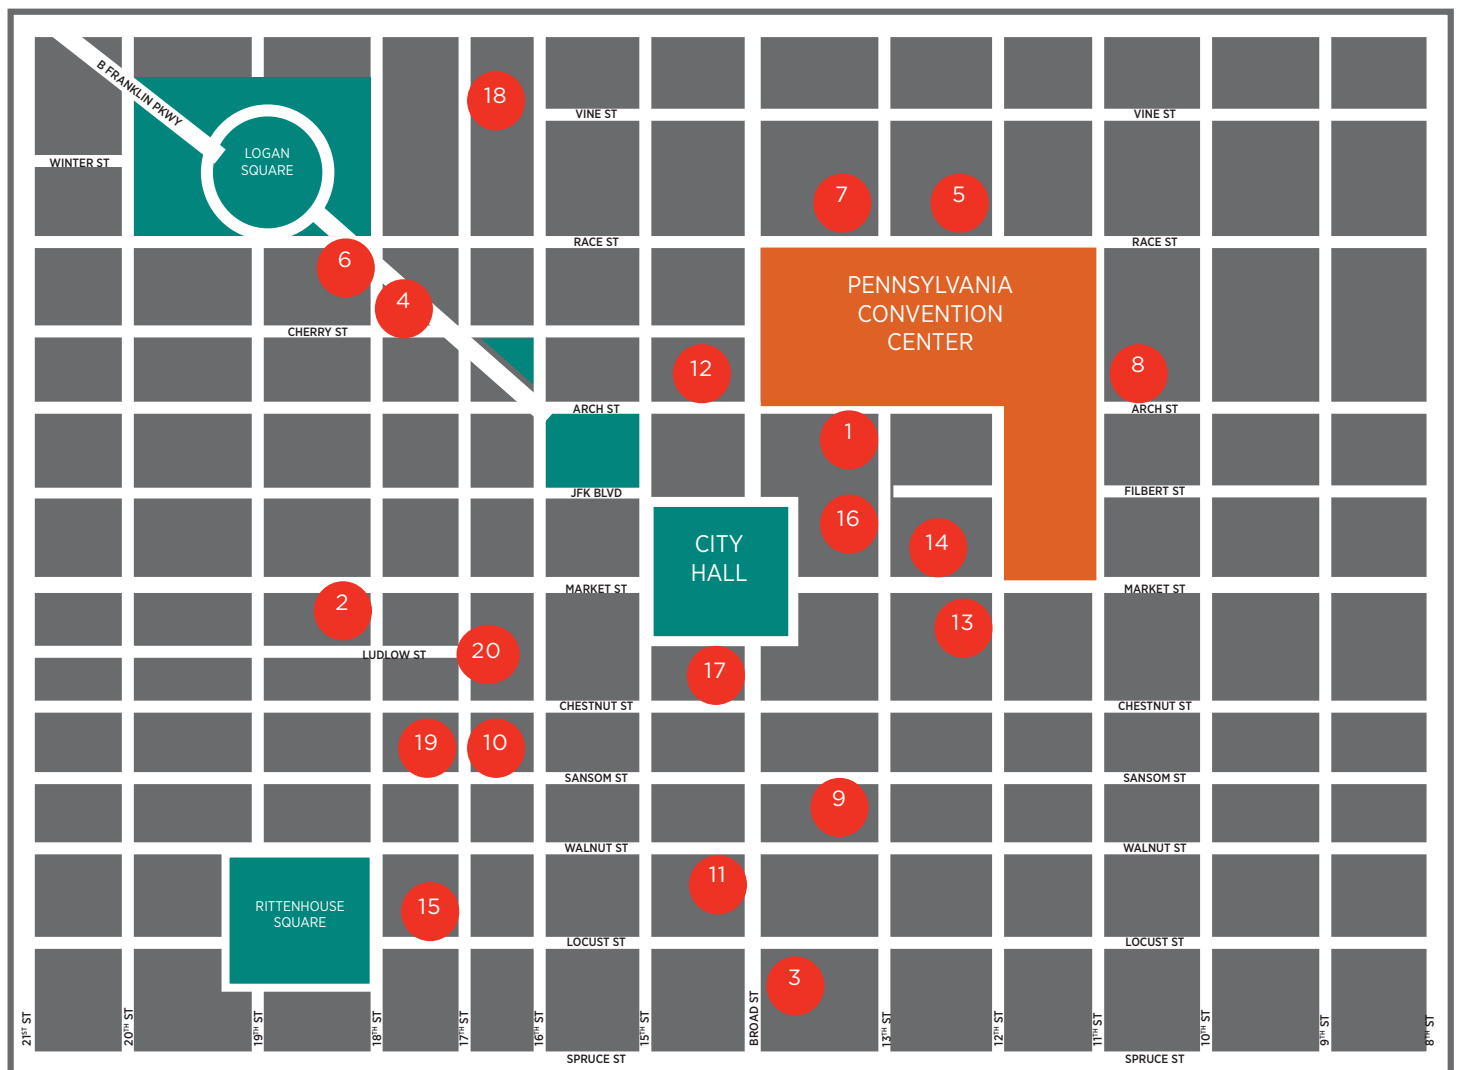 B FRANKLIN PKWY
18
VINE ST
VINE ST
LOGAN
SQUARE
WINTER ST
7
5
RACE ST
RACE ST
6
4
PENNSYLVANIA
CONVENTION
CENTER
CHERRY ST
12
8
ARCH ST
ARCH ST
1
JFK BLVD
FILBERT ST
16
14
CITY
HALL
MARKET ST
MARKET ST
2
13
LUDLOW ST
20
17
CHESTNUT ST
CHESTNUT ST
19
10
SANSOM ST
SANSOM ST
9
WALNUT ST
WALNUT ST
11
RITTENHOUSE
SQUARE
15
LOCUST ST
LOCUST ST
3
21ST ST
20TH ST
19TH ST
18TH ST
17TH ST
16TH ST
15TH ST
BROAD ST
13TH ST
12TH ST
11TH ST
10TH ST
9TH ST
8TH ST
SPRUCE ST
SPRUCE ST